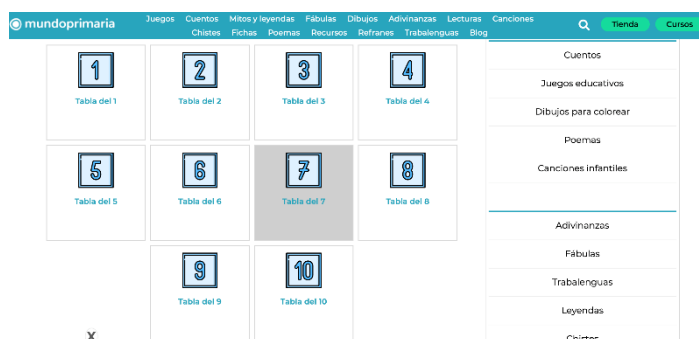 mundoprimaria
Juegos Cuentos Mitos y leyendas Fábulas Dibujos Adivinanzas Lecturas Canciones
Chistes Fichas Poemas Recursos Refranes Trabalenguas Blog
Tienda
Cursos
1 2 3 4
Tabla del 1 Tabla del 2 Tabla del 3 Tabla del 4
5 6 7 8
Tabla del 5 Tabla del 6 Tabla del 7 Tabla del 8
9 10
Tabla del 9 Tabla del 10
X
Cuentos
Juegos educativos
Dibujos para colorear
Poemas
Canciones infantiles
Adivinanzas
Fábulas
Trabalenguas
Leyendas
Chistes